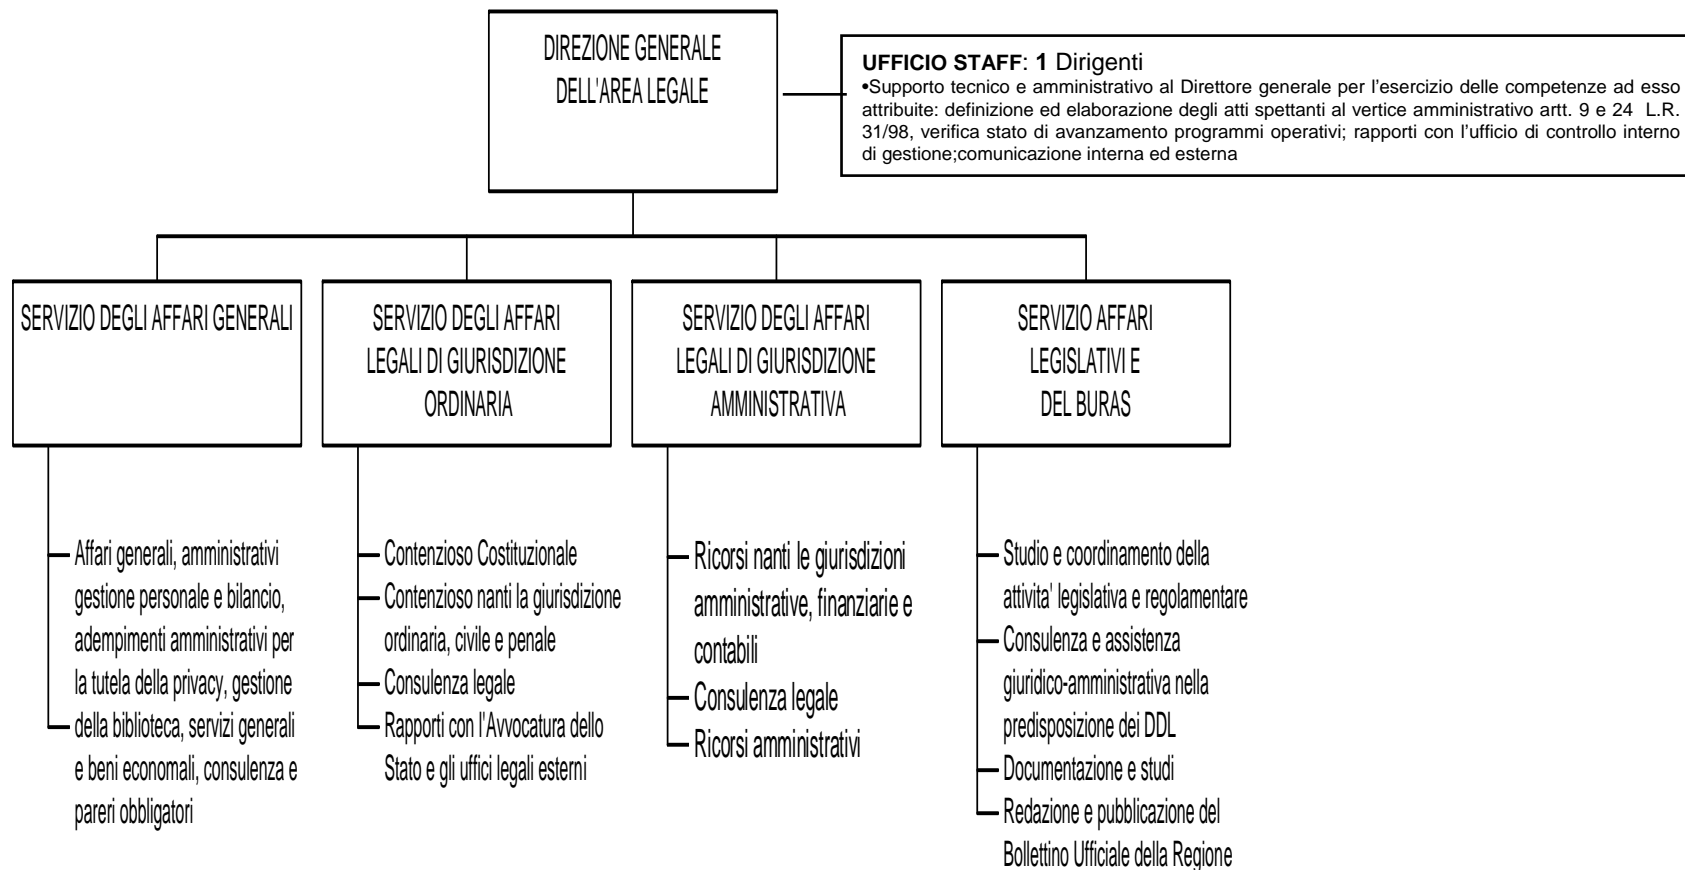 DIREZIONE GENERALE
DELL'AREA LEGALE
UFFICIO STAFF: 1 Dirigenti
•Supporto tecnico e amministrativo al Direttore generale per l'esercizio delle competenze ad esso
attribuite: definizione ed elaborazione degli atti spettanti al vertice amministrativo artt. 9 e 24 L.R.
31/98, verifica stato di avanzamento programmi operativi; rapporti con l'ufficio di controllo interno
di gestione;comunicazione interna ed esterna
SERVIZIO DEGLI AFFARI GENERALI
SERVIZIO DEGLI AFFARI
LEGALI DI GIURISDIZIONE
ORDINARIA
SERVIZIO DEGLI AFFARI
LEGALI DI GIURISDIZIONE
AMMINISTRATIVA
SERVIZIO AFFARI
LEGISLATIVI E
DEL BURAS
Affari generali, amministrativi
gestione personale e bilancio,
adempimenti amministrativi per
la tutela della privacy, gestione
della biblioteca, servizi generali
e beni economali, consulenza e
pareri obbligatori
Contenzioso Costituzionale
Contenzioso nanti la giurisdizione
ordinaria, civile e penale
Consulenza legale
Rapporti con l'Avvocatura dello
Stato e gli uffici legali esterni
Ricorsi nanti le giurisdizioni
amministrative, finanziarie e
contabili
Consulenza legale
Ricorsi amministrativi
Studio e coordinamento della
attivita' legislativa e regolamentare
Consulenza e assistenza
giuridico-amministrativa nella
predisposizione dei DDL
Documentazione e studi
Redazione e pubblicazione del
Bollettino Ufficiale della Regione